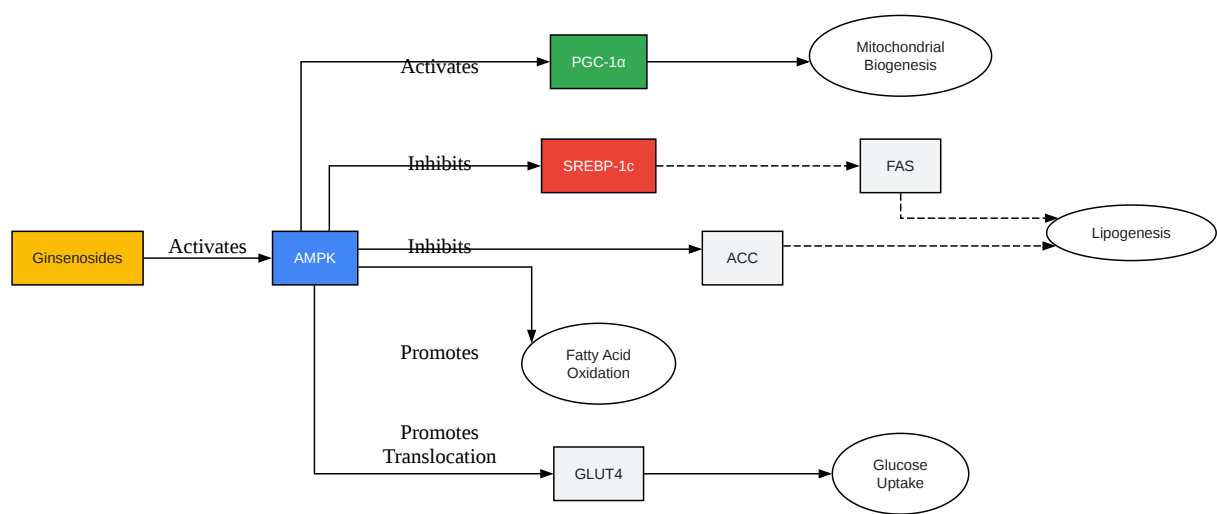 Activates
PGC-1α
Mitochondrial
Biogenesis
Inhibits
SREBP-1c
FAS
Ginsenosides
Activates
AMPK
Inhibits
ACC
Lipogenesis
Promotes
Fatty Acid
Oxidation
Promotes
Translocation
GLUT4
Glucose
Uptake